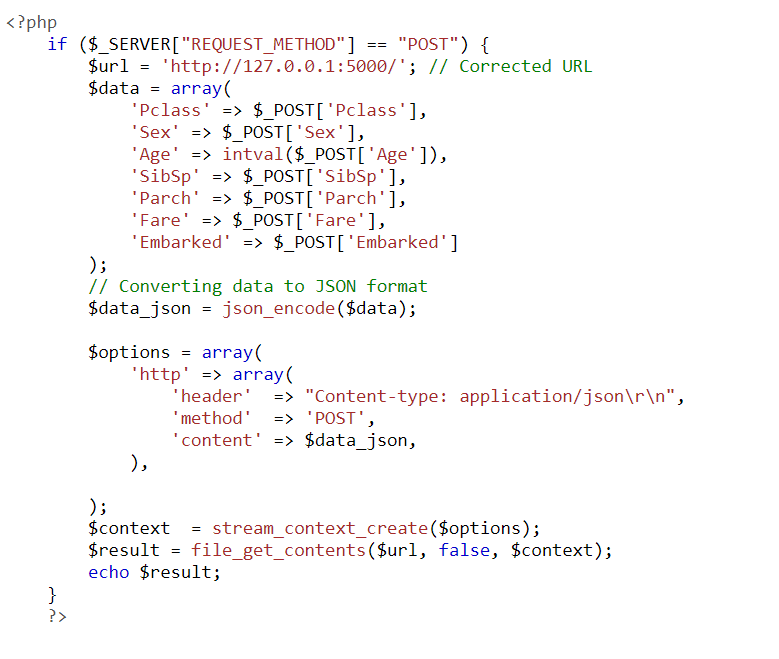 <?php
    if ($_SERVER["REQUEST_METHOD"] == "POST") {
        $url = 'http://127.0.0.1:5000/'; // Corrected URL
        $data = array(
            'Pclass' => $_POST['Pclass'],
            'Sex' => $_POST['Sex'],
            'Age' => intval($_POST['Age']),
            'SibSp' => $_POST['SibSp'],
            'Parch' => $_POST['Parch'],
            'Fare' => $_POST['Fare'],
            'Embarked' => $_POST['Embarked']
        );
        // Converting data to JSON format
        $data_json = json_encode($data);

        $options = array(
            'http' => array(
                'header'  => "Content-type: application/json\r\n",
                'method'  => 'POST',
                'content' => $data_json,
            ),

        );
        $context  = stream_context_create($options);
        $result = file_get_contents($url, false, $context);
        echo $result;
    }
    ?>